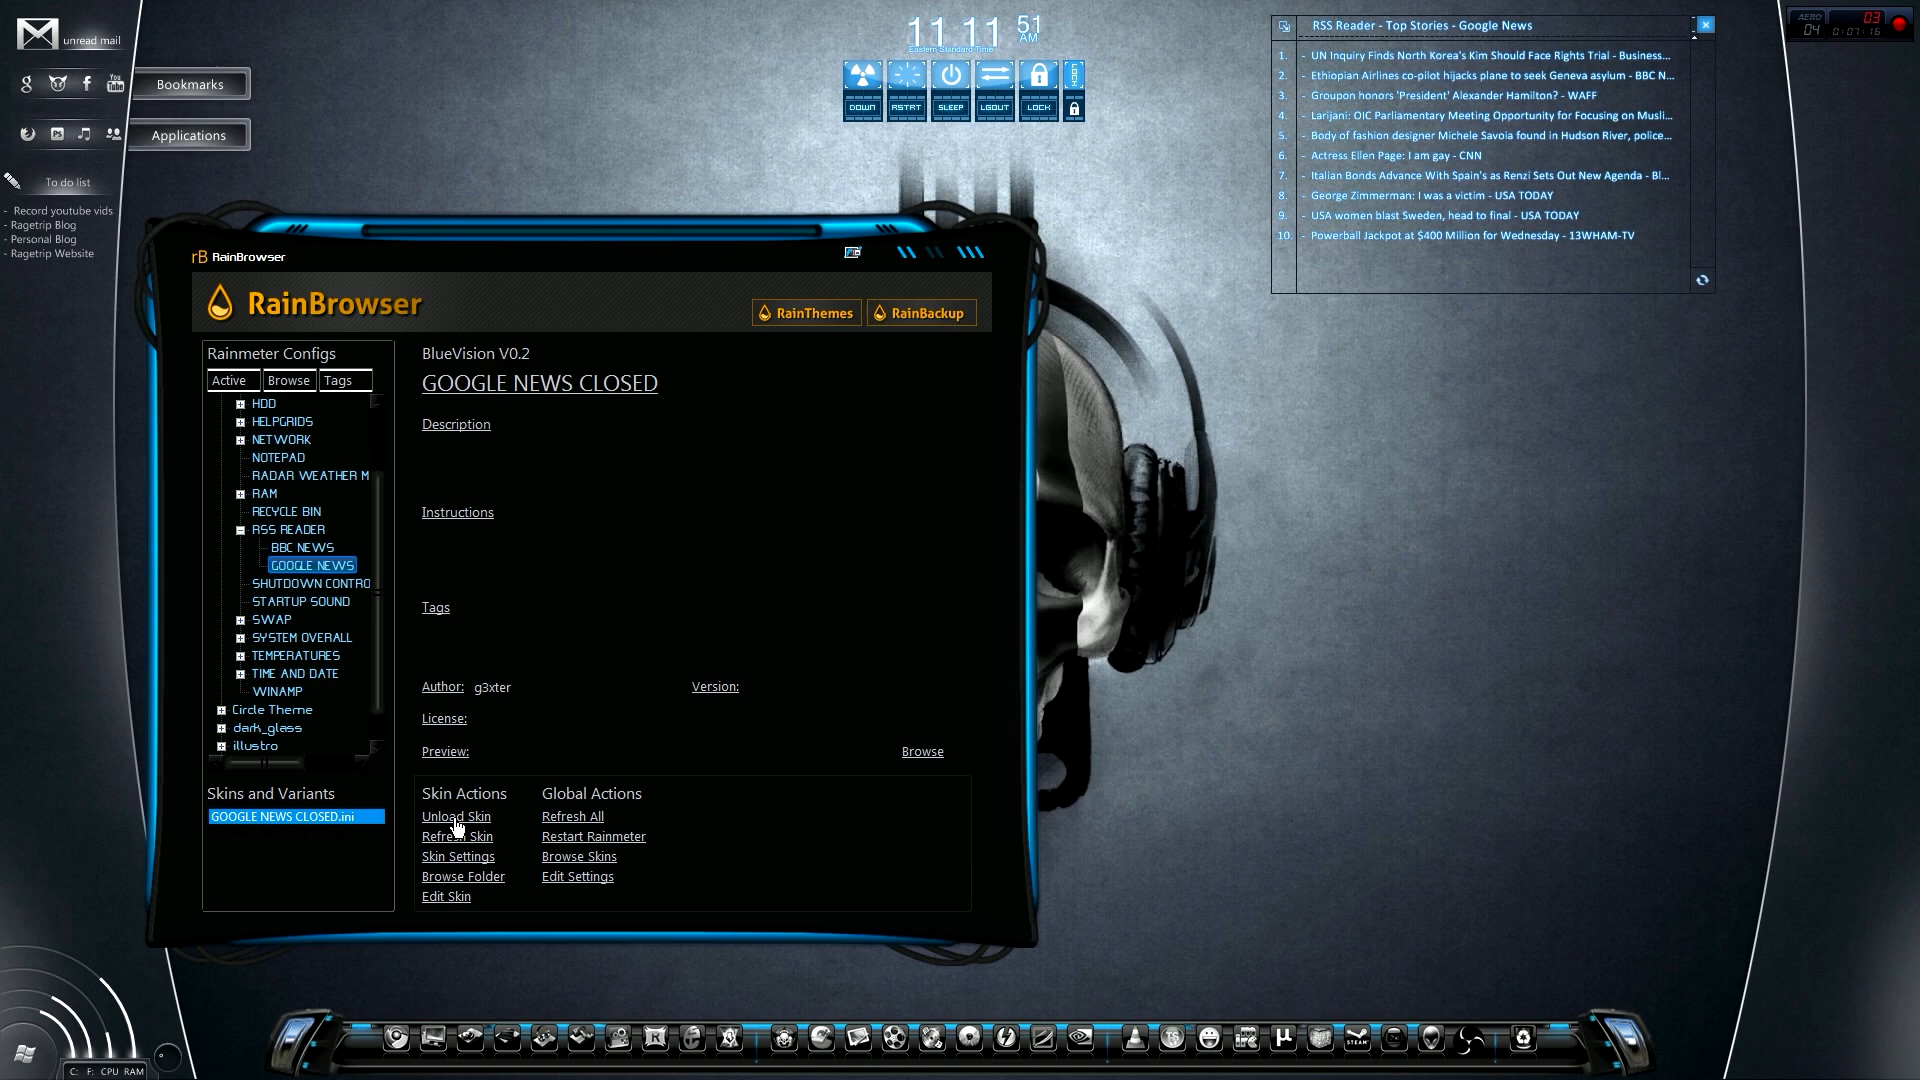 unread mail
You Tube
Bookmarks
Applications
To do list
- Record youtube vids
- Ragetrip Blog
- Personal Blog
- Ragetrip Website
11 11 51 AM
Eastern Standard Time
DOWN RSTRT SLEEP LGOUT LOCK
LOCK
RSS Reader - Top Stories - Google News
1. - UN Inquiry Finds North Korea's Kim Should Face Rights Trial - Business...
2. - Ethiopian Airlines co-pilot hijacks plane to seek Geneva asylum - BBC N...
3. - Groupon honors 'President' Alexander Hamilton? - WAFF
4. - Larijani: OIC Parliamentary Meeting Opportunity for Focusing on Musli...
5. - Body of fashion designer Michele Savoia found in Hudson River, police...
6. - Actress Ellen Page: I am gay - CNN
7. - Italian Bonds Advance With Spain's as Renzi Sets Out New Agenda - Bl...
8. - George Zimmerman: I was a victim - USA TODAY
9. - USA women blast Sweden, head to final - USA TODAY
10. - Powerball Jackpot at $400 Million for Wednesday - 13WHAM-TV
AERO
04
03
0:07:16
rB RainBrowser
RainBrowser
RainThemes
RainBackup
Rainmeter Configs
Active Browse Tags
HDD
HELPGRIDS
NETWORK
NOTEPAD
RADAR WEATHER M
RAM
RECYCLE BIN
RSS READER
BBC NEWS
GOOGLE NEWS
SHUTDOWN CONTRO
STARTUP SOUND
SWAP
SYSTEM OVERALL
TEMPERATURES
TIME AND DATE
WINAMP
Circle Theme
dark_glass
illustro
Skins and Variants
GOOGLE NEWS CLOSED.ini
BlueVision V0.2
GOOGLE NEWS CLOSED
Description
Instructions
Tags
Author: g3xter
Version:
License:
Preview:
Browse
Skin Actions
Unload Skin
Refresh Skin
Skin Settings
Browse Folder
Edit Skin
Global Actions
Refresh All
Restart Rainmeter
Browse Skins
Edit Settings
C: F: CPU RAM
STEAM